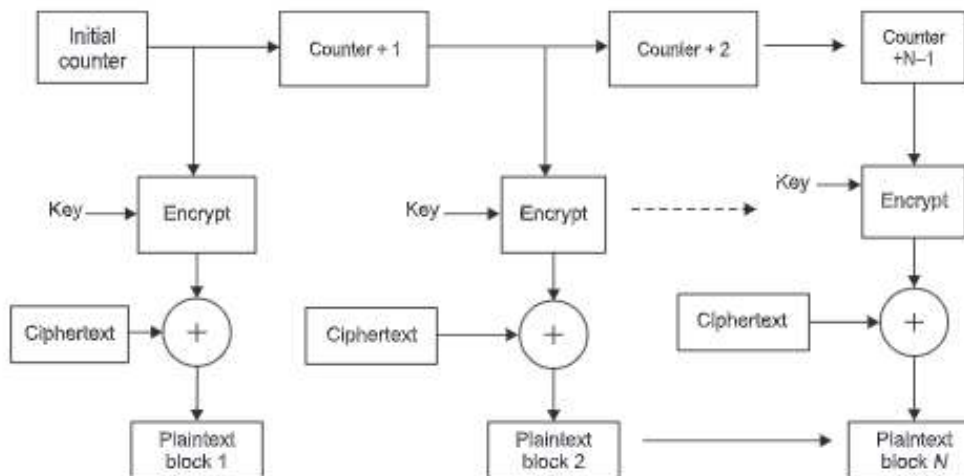 Initial
counter
Counter + 1
Counter + 2
Counter
+N–1
Key
Encrypt
Key
Encrypt
Key
Encrypt
Ciphertext
+
Ciphertext
+
Ciphertext
+
Plaintext
block 1
Plaintext
block 2
Plaintext
block N